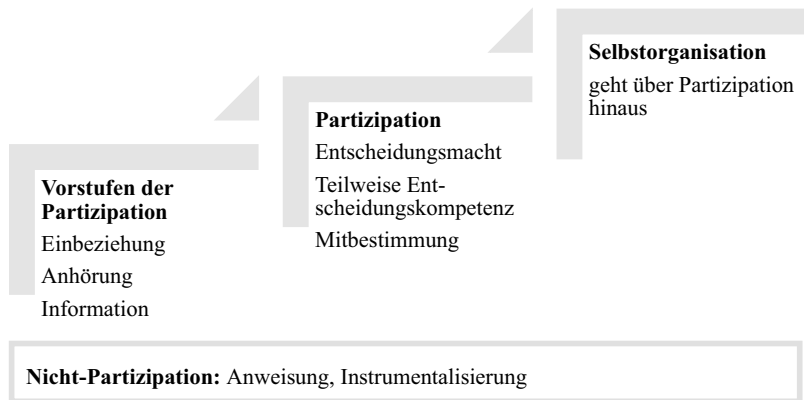 Vorstufen der
Partizipation
Einbeziehung
Anhörung
Information
Partizipation
Entscheidungsmacht
Teilweise Ent-
scheidungskompetenz
Mitbestimmung
Selbstorganisation
geht über Partizipation
hinaus
Nicht-Partizipation: Anweisung, Instrumentalisierung